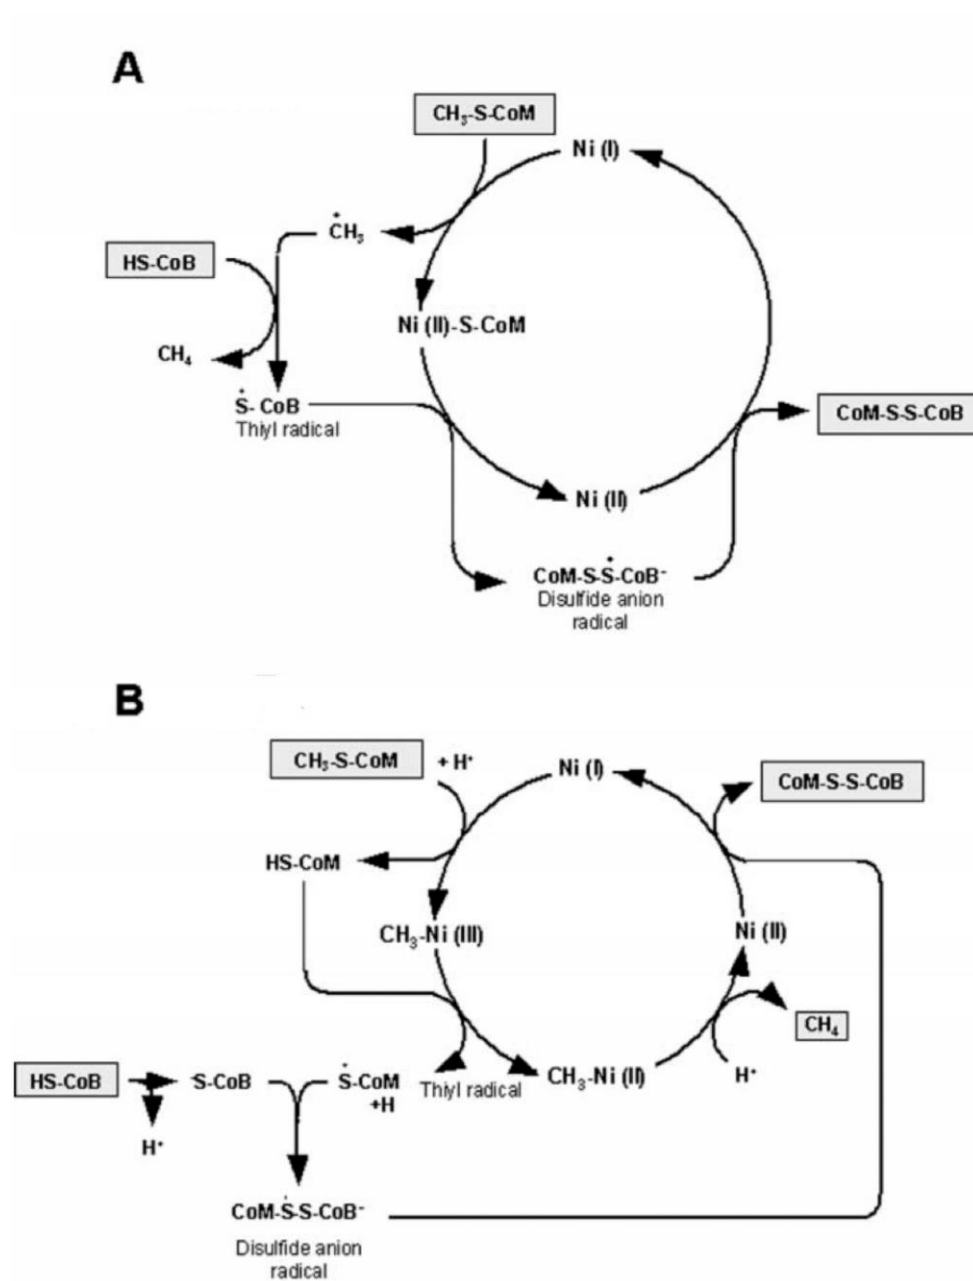 A
CH₃-S-CoM
Ni (I)
ĊH₃
HS-CoB
Ni (II)-S-CoM
CH₄
Ṡ- CoB
Thiyl radical
CoM-S-S-CoB
Ni (II)
CoM-S-Ṡ-CoB⁻
Disulfide anion
radical
B
CH₃-S-CoM
+ H⁺
Ni (I)
CoM-S-S-CoB
HS-CoM
CH₃-Ni (III)
Ni (II)
CH₄
HS-CoB
⁻S-CoB
Ṡ-CoM
Thiyl radical
CH₃-Ni (II)
H⁺
+H
H⁺
CoM-Ṡ-S-CoB⁻
Disulfide anion
radical